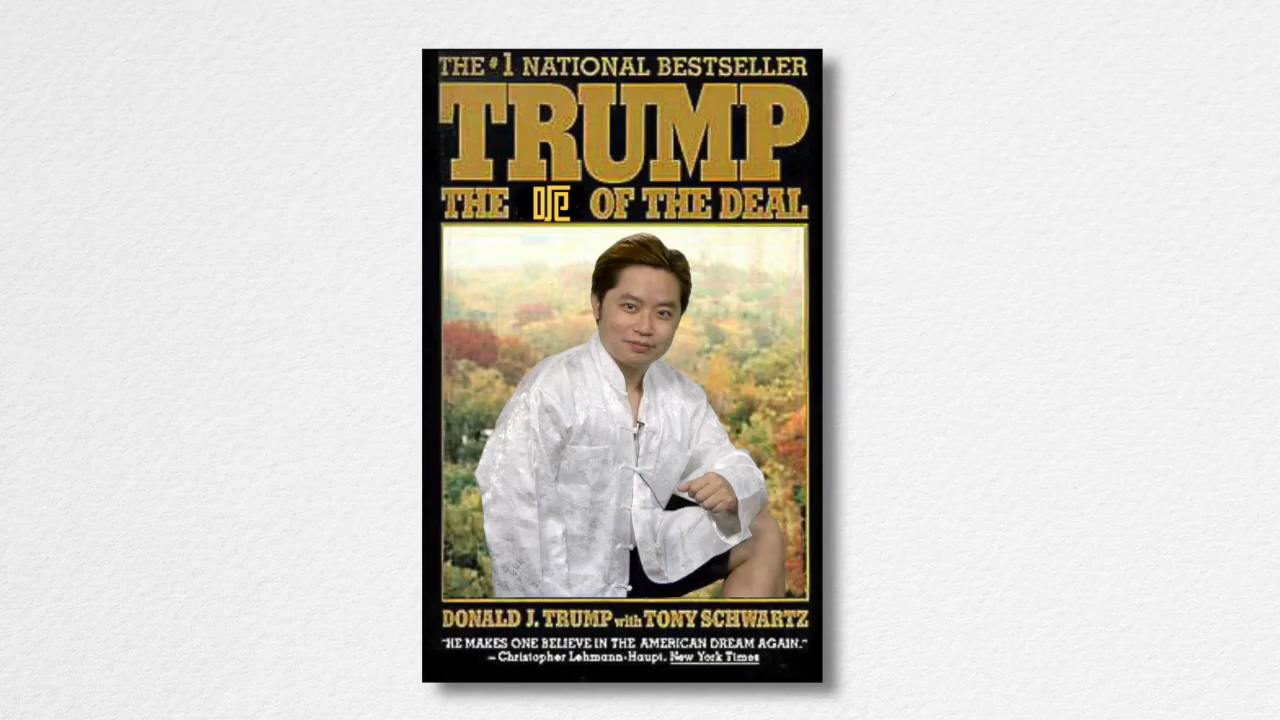 THE #1 NATIONAL BESTSELLER
TRUMP
THE OF THE DEAL
DONALD J. TRUMP with TONY SCHWARTZ
"HE MAKES ONE BELIEVE IN THE AMERICAN DREAM AGAIN."
– Christopher Lehmann-Haupt, New York Times